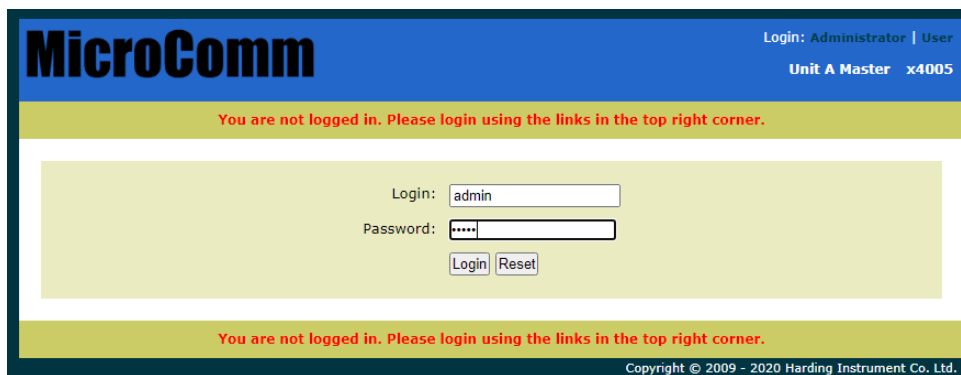 MicroComm
Login: Administrator | User
Unit A Master x4005
You are not logged in. Please login using the links in the top right corner.
Login: admin
Password: •••••
Login Reset
You are not logged in. Please login using the links in the top right corner.
Copyright © 2009 - 2020 Harding Instrument Co. Ltd.